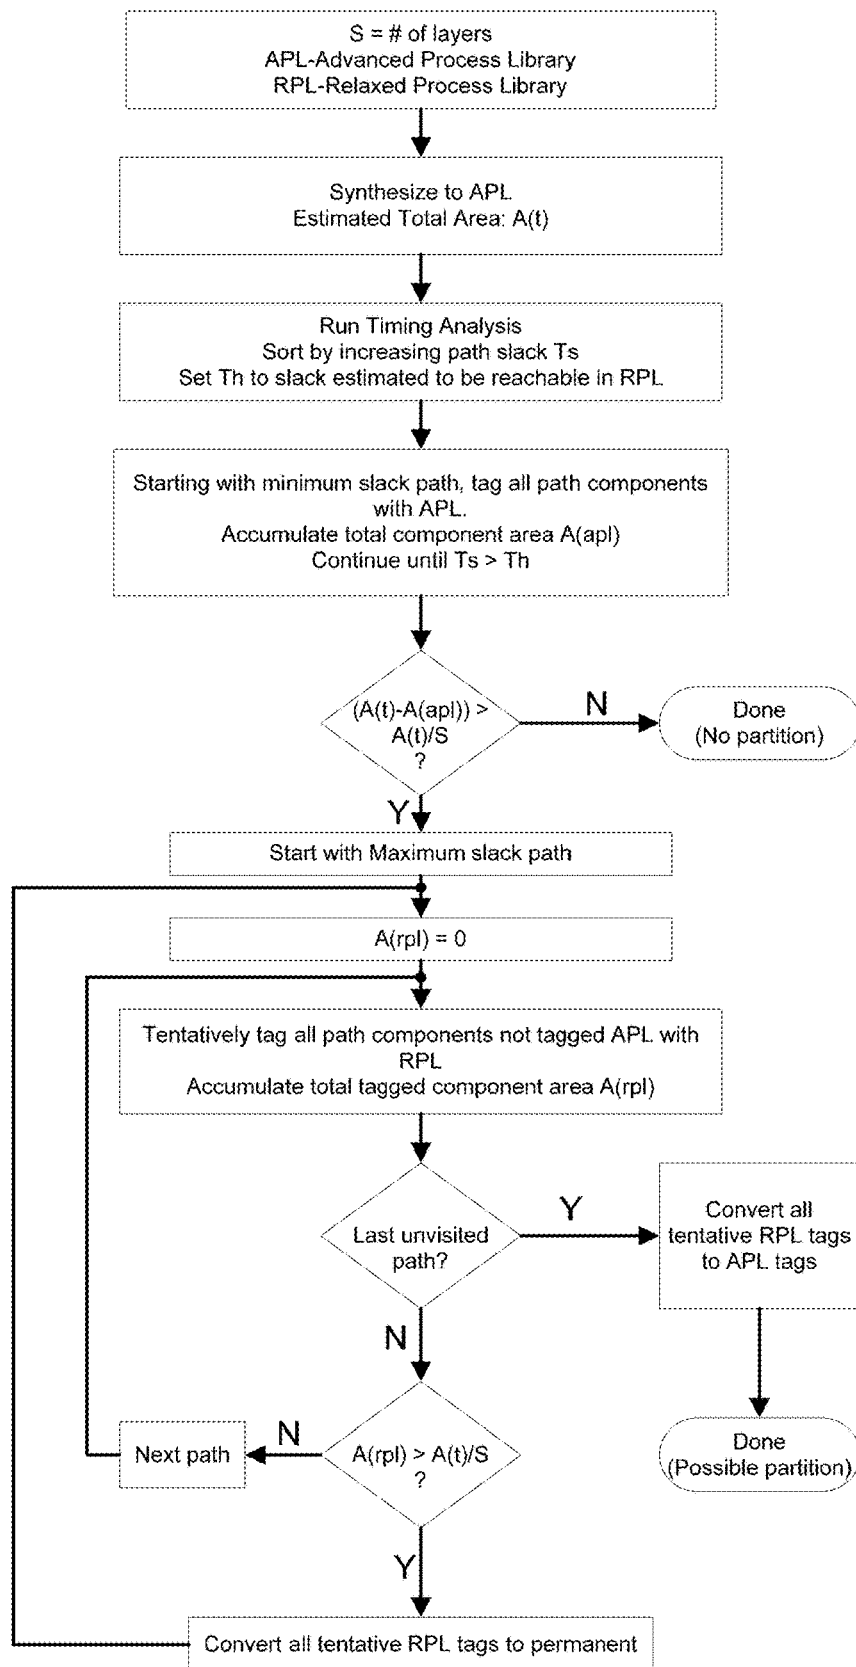 S = # of layers
APL-Advanced Process Library
RPL-Relaxed Process Library
Synthesize to APL
Estimated Total Area: A(t)
Run Timing Analysis
Sort by increasing path slack Ts
Set Th to slack estimated to be reachable in RPL
Starting with minimum slack path, tag all path components
with APL.
Accumulate total component area A(apl)
Continue until Ts > Th
(A(t)-A(apl)) >
A(t)/S
?
N
Done
(No partition)
Y
Start with Maximum slack path
A(rpl) = 0
Tentatively tag all path components not tagged APL with
RPL
Accumulate total tagged component area A(rpl)
Last unvisited
path?
Y
Convert all
tentative RPL tags
to APL tags
N
Done
(Possible partition)
A(rpl) > A(t)/S
?
N
Next path
Y
Convert all tentative RPL tags to permanent